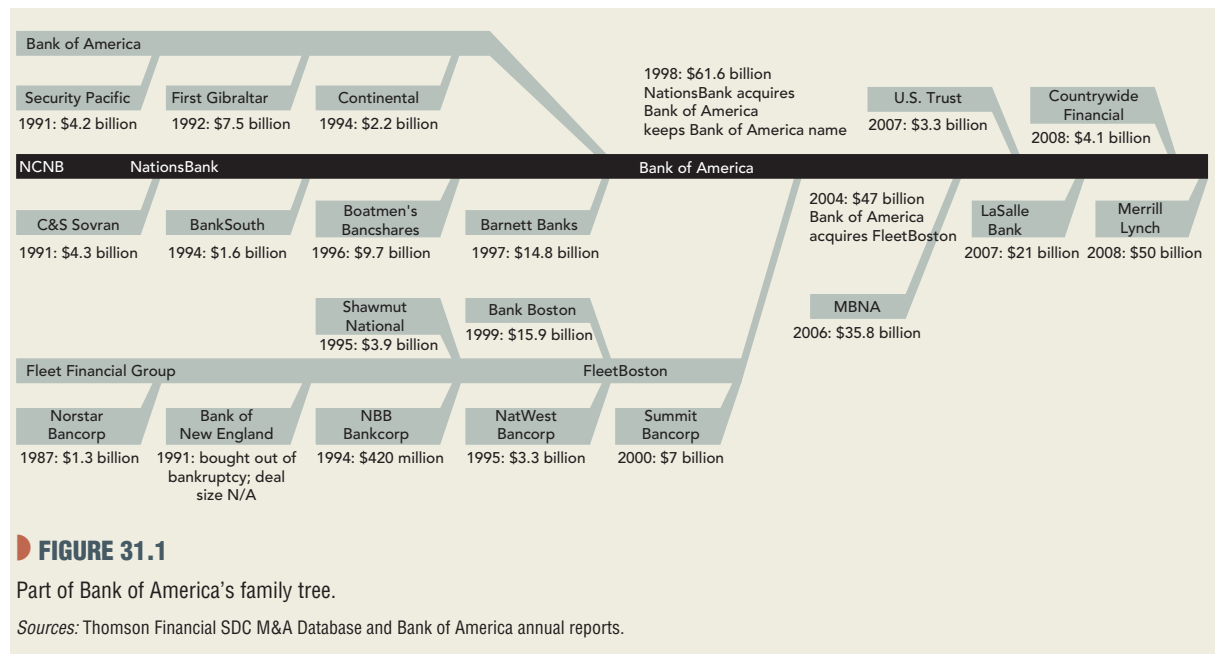 Bank of America
Security Pacific
1991: $4.2 billion
First Gibraltar
1992: $7.5 billion
Continental
1994: $2.2 billion
1998: $61.6 billion
NationsBank acquires
Bank of America
keeps Bank of America name
U.S. Trust
2007: $3.3 billion
Countrywide
Financial
2008: $4.1 billion
NCNB
NationsBank
Bank of America
C&S Sovran
1991: $4.3 billion
BankSouth
1994: $1.6 billion
Boatmen's
Bancshares
1996: $9.7 billion
Barnett Banks
1997: $14.8 billion
2004: $47 billion
Bank of America
acquires FleetBoston
LaSalle
Bank
2007: $21 billion
Merrill
Lynch
2008: $50 billion
Shawmut
National
1995: $3.9 billion
Bank Boston
1999: $15.9 billion
MBNA
2006: $35.8 billion
Fleet Financial Group
FleetBoston
Norstar
Bancorp
1987: $1.3 billion
Bank of
New England
1991: bought out of
bankruptcy; deal
size N/A
NBB
Bankcorp
1994: $420 million
NatWest
Bancorp
1995: $3.3 billion
Summit
Bancorp
2000: $7 billion
FIGURE 31.1
Part of Bank of America's family tree.
Sources: Thomson Financial SDC M&A Database and Bank of America annual reports.